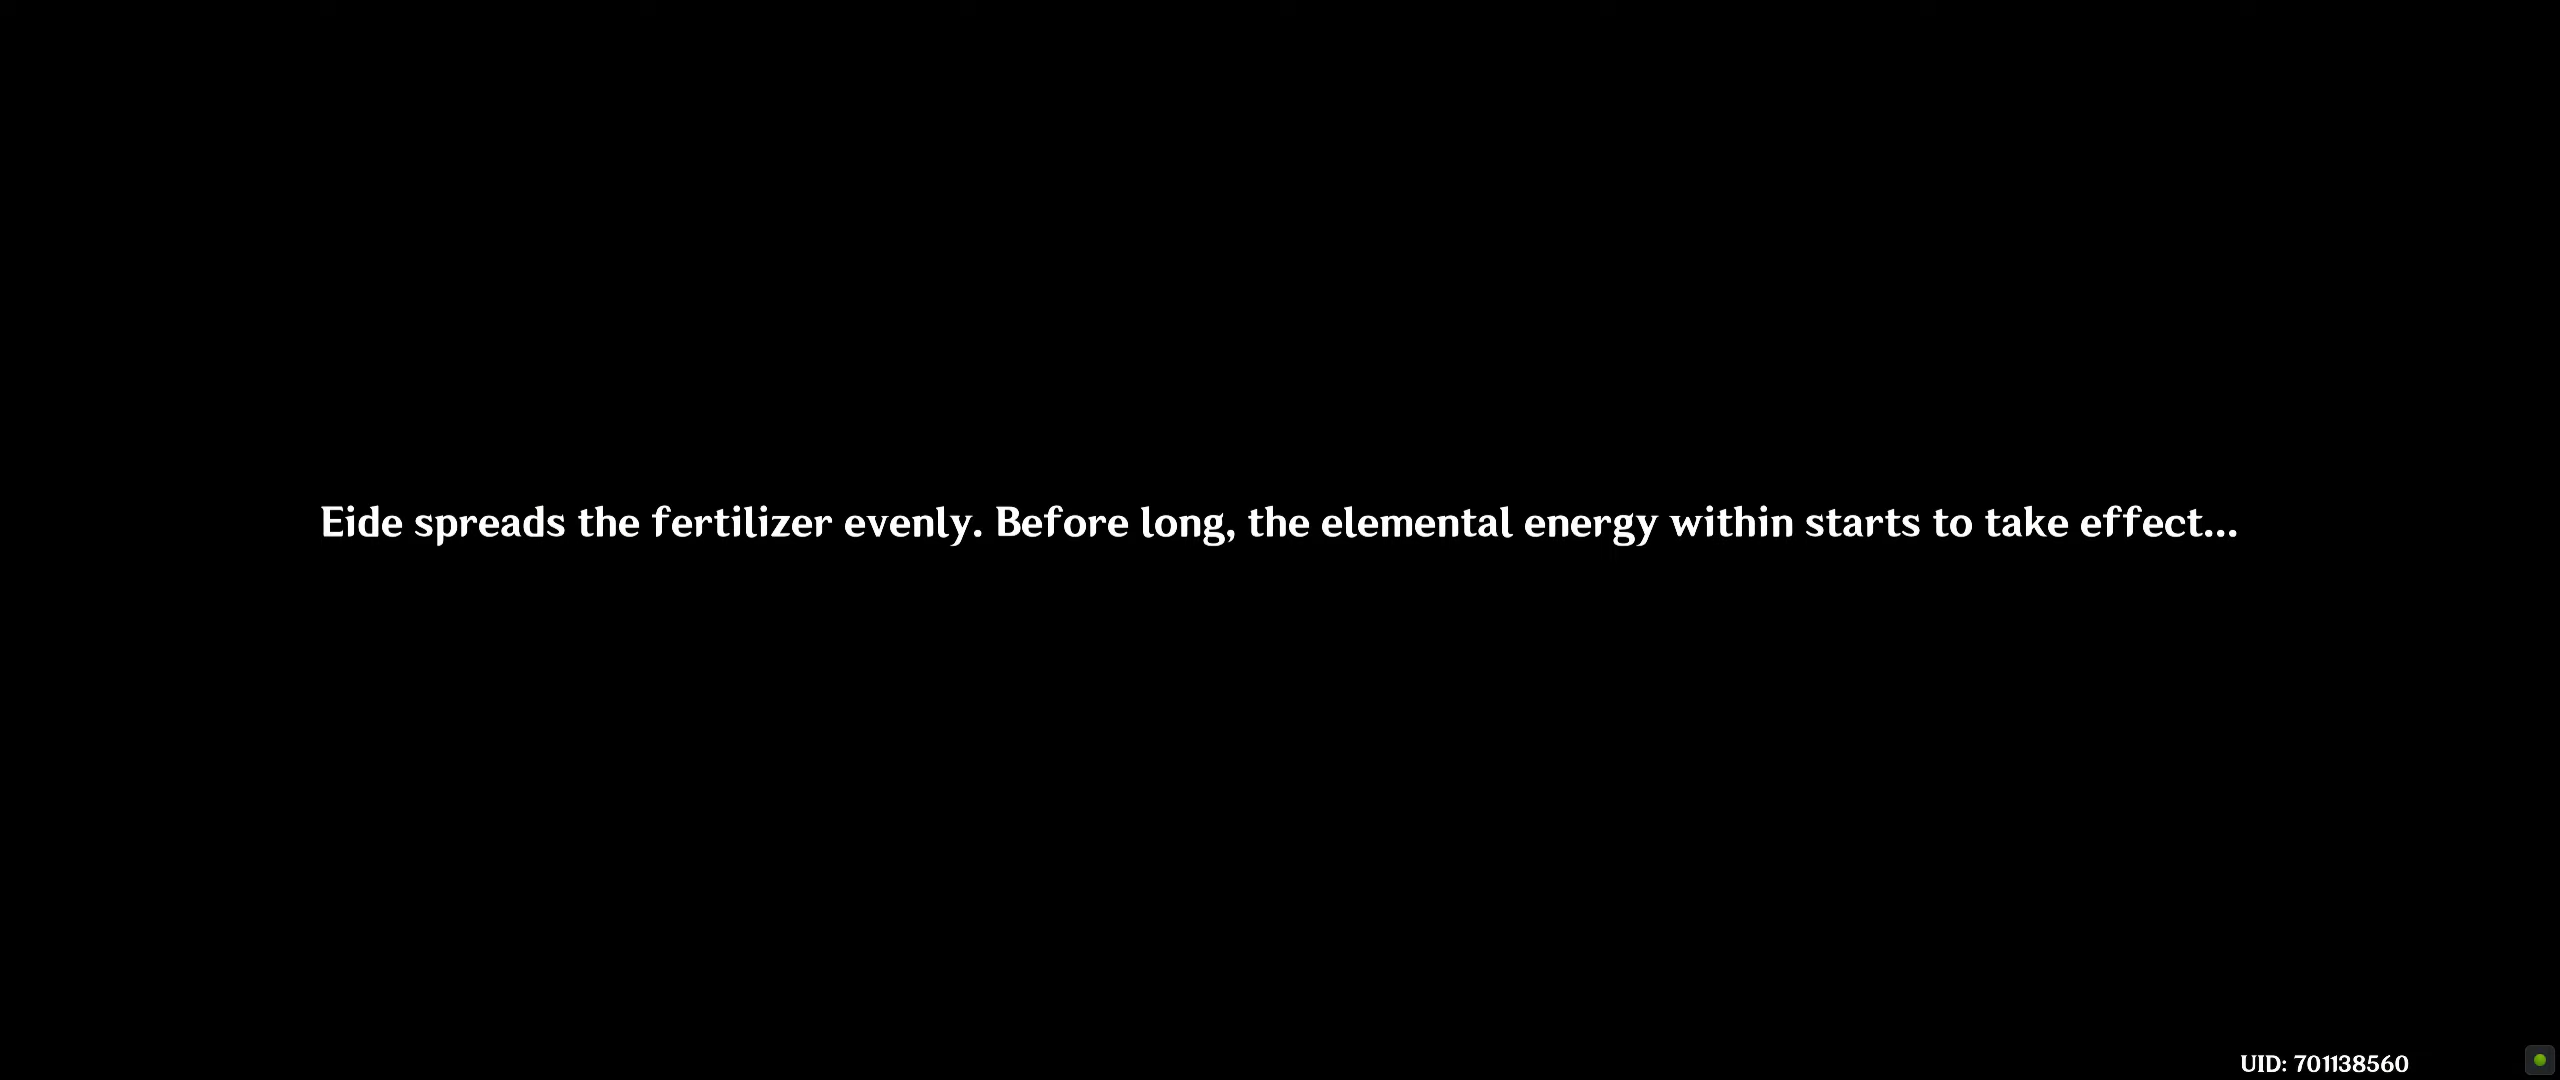 Eide spreads the fertilizer evenly. Before long, the elemental energy within starts to take effect...
UID: 701138560